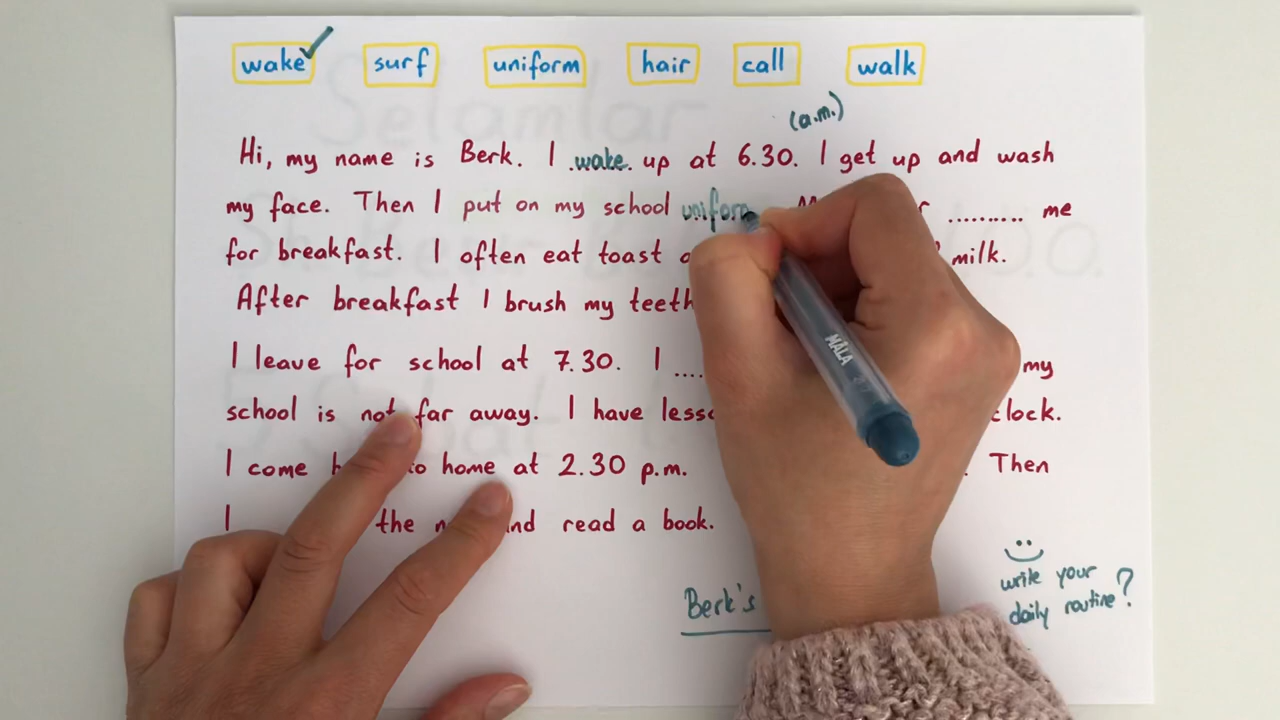 wake surf uniform hair call walk
(a.m.)
Hi, my name is Berk. I .wake. up at 6.30. I get up and wash
my face. Then I put on my school uniform ......... me
for breakfast. I often eat toast milk.
After breakfast I brush my teeth
I leave for school at 7.30. I .... my
school is not far away. I have clock.
I come to home at 2.30 p.m. Then
I the and read a book.
Berk's
write your
daily routine?
MÅLA